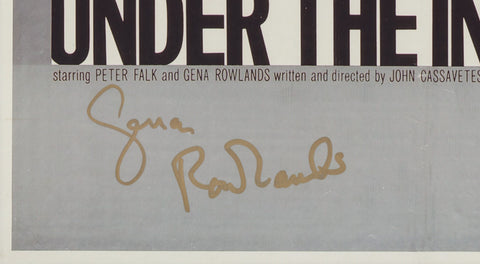 UNDER THE IN
starring PETER FALK and GENA ROWLANDS written and directed by JOHN CASSAVETES
Gena
Rowlands